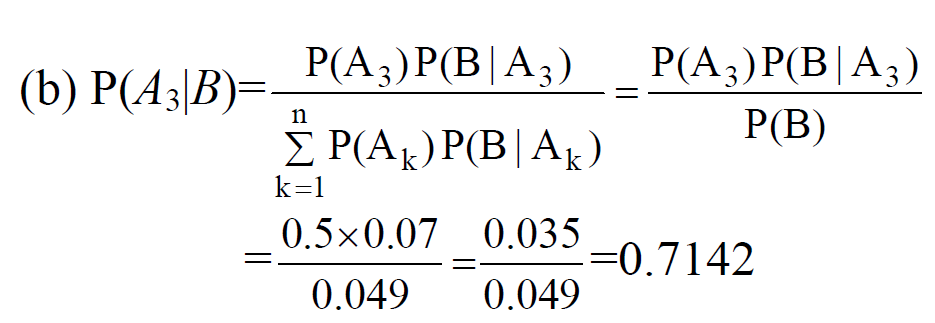 (b) P(A₃|B)= P(A₃)P(B|A₃) / n Σ k=1 P(Aₖ)P(B|Aₖ) = P(A₃)P(B|A₃) / P(B)
= 0.5×0.07 / 0.049 = 0.035 / 0.049 =0.7142